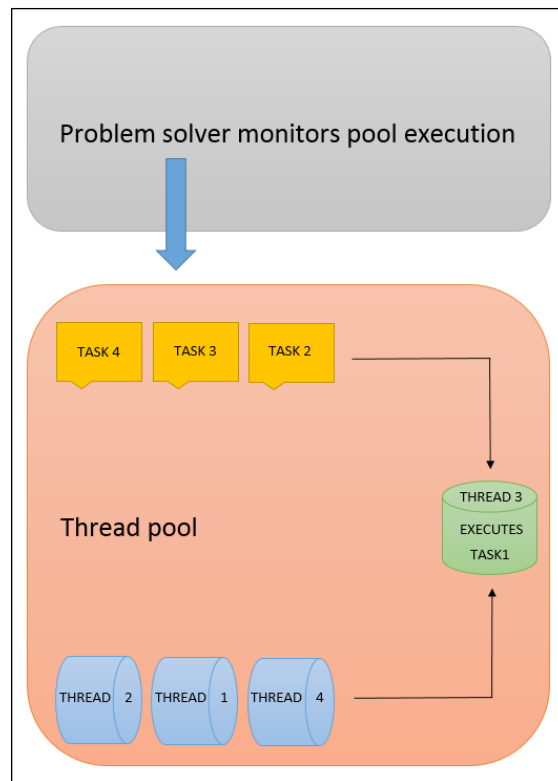 Problem solver monitors pool execution
TASK 4
TASK 3
TASK 2
THREAD 3
EXECUTES
TASK1
Thread pool
THREAD 2
THREAD 1
THREAD 4